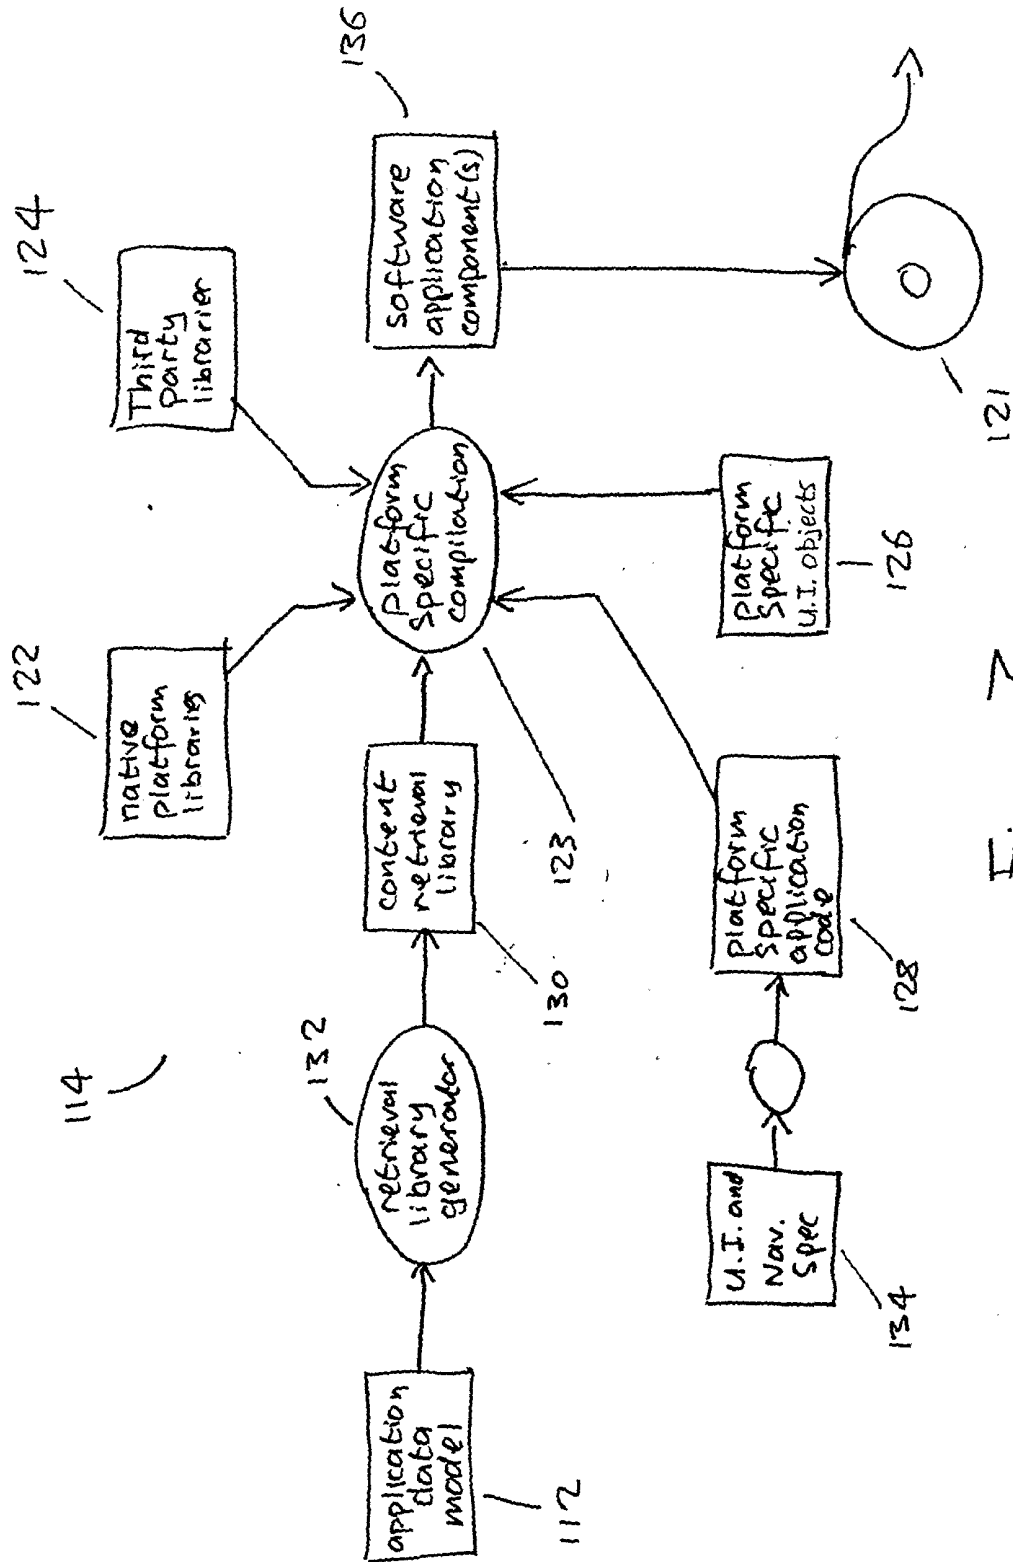 114
122
native
platform
libraries
124
Third
party
librarier
112
application
data
model
132
retrieval
library
generator
130
content
retrieval
library
123
platform
specific
compilation
136
software
application
component(s)
134
U.I. and
Nav.
Spec
128
platform
specific
application
code
126
platform
specific
U.I. objects
121